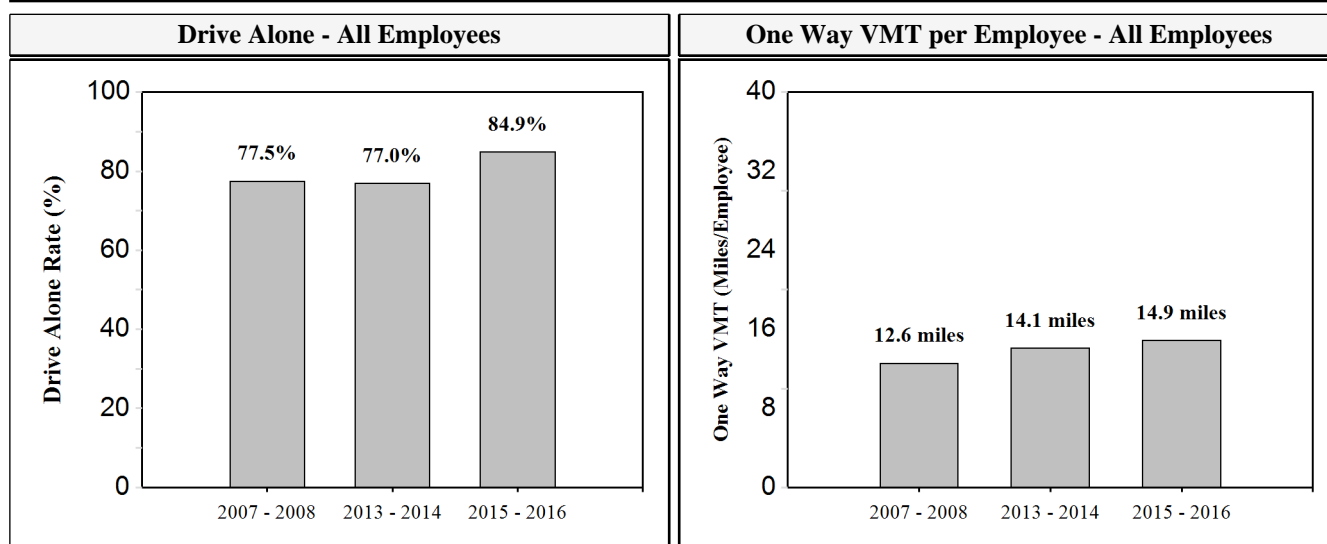 Drive Alone - All Employees
One Way VMT per Employee - All Employees
Drive Alone Rate (%)
100
80
60
40
20
0
77.5%
77.0%
84.9%
2007 - 2008
2013 - 2014
2015 - 2016
One Way VMT (Miles/Employee)
40
32
24
16
8
0
12.6 miles
14.1 miles
14.9 miles
2007 - 2008
2013 - 2014
2015 - 2016